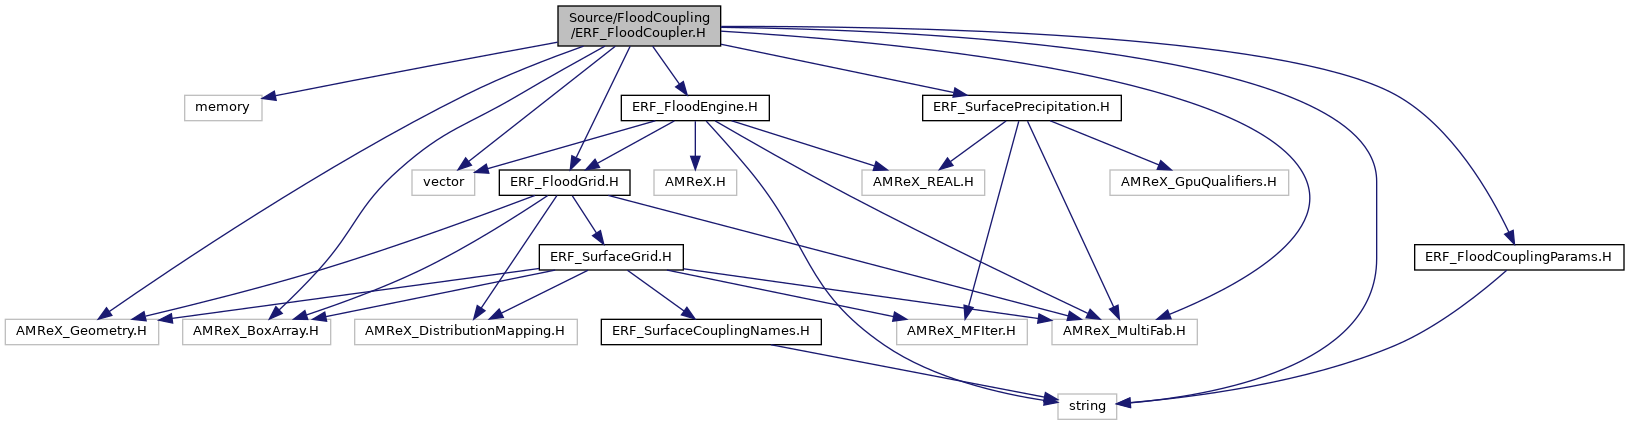 Source/FloodCoupling
/ERF_FloodCoupler.H
memory
ERF_FloodEngine.H
ERF_SurfacePrecipitation.H
vector
ERF_FloodGrid.H
AMReX.H
AMReX_REAL.H
AMReX_GpuQualifiers.H
ERF_SurfaceGrid.H
ERF_FloodCouplingParams.H
AMReX_Geometry.H
AMReX_BoxArray.H
AMReX_DistributionMapping.H
ERF_SurfaceCouplingNames.H
AMReX_MFIter.H
AMReX_MultiFab.H
string